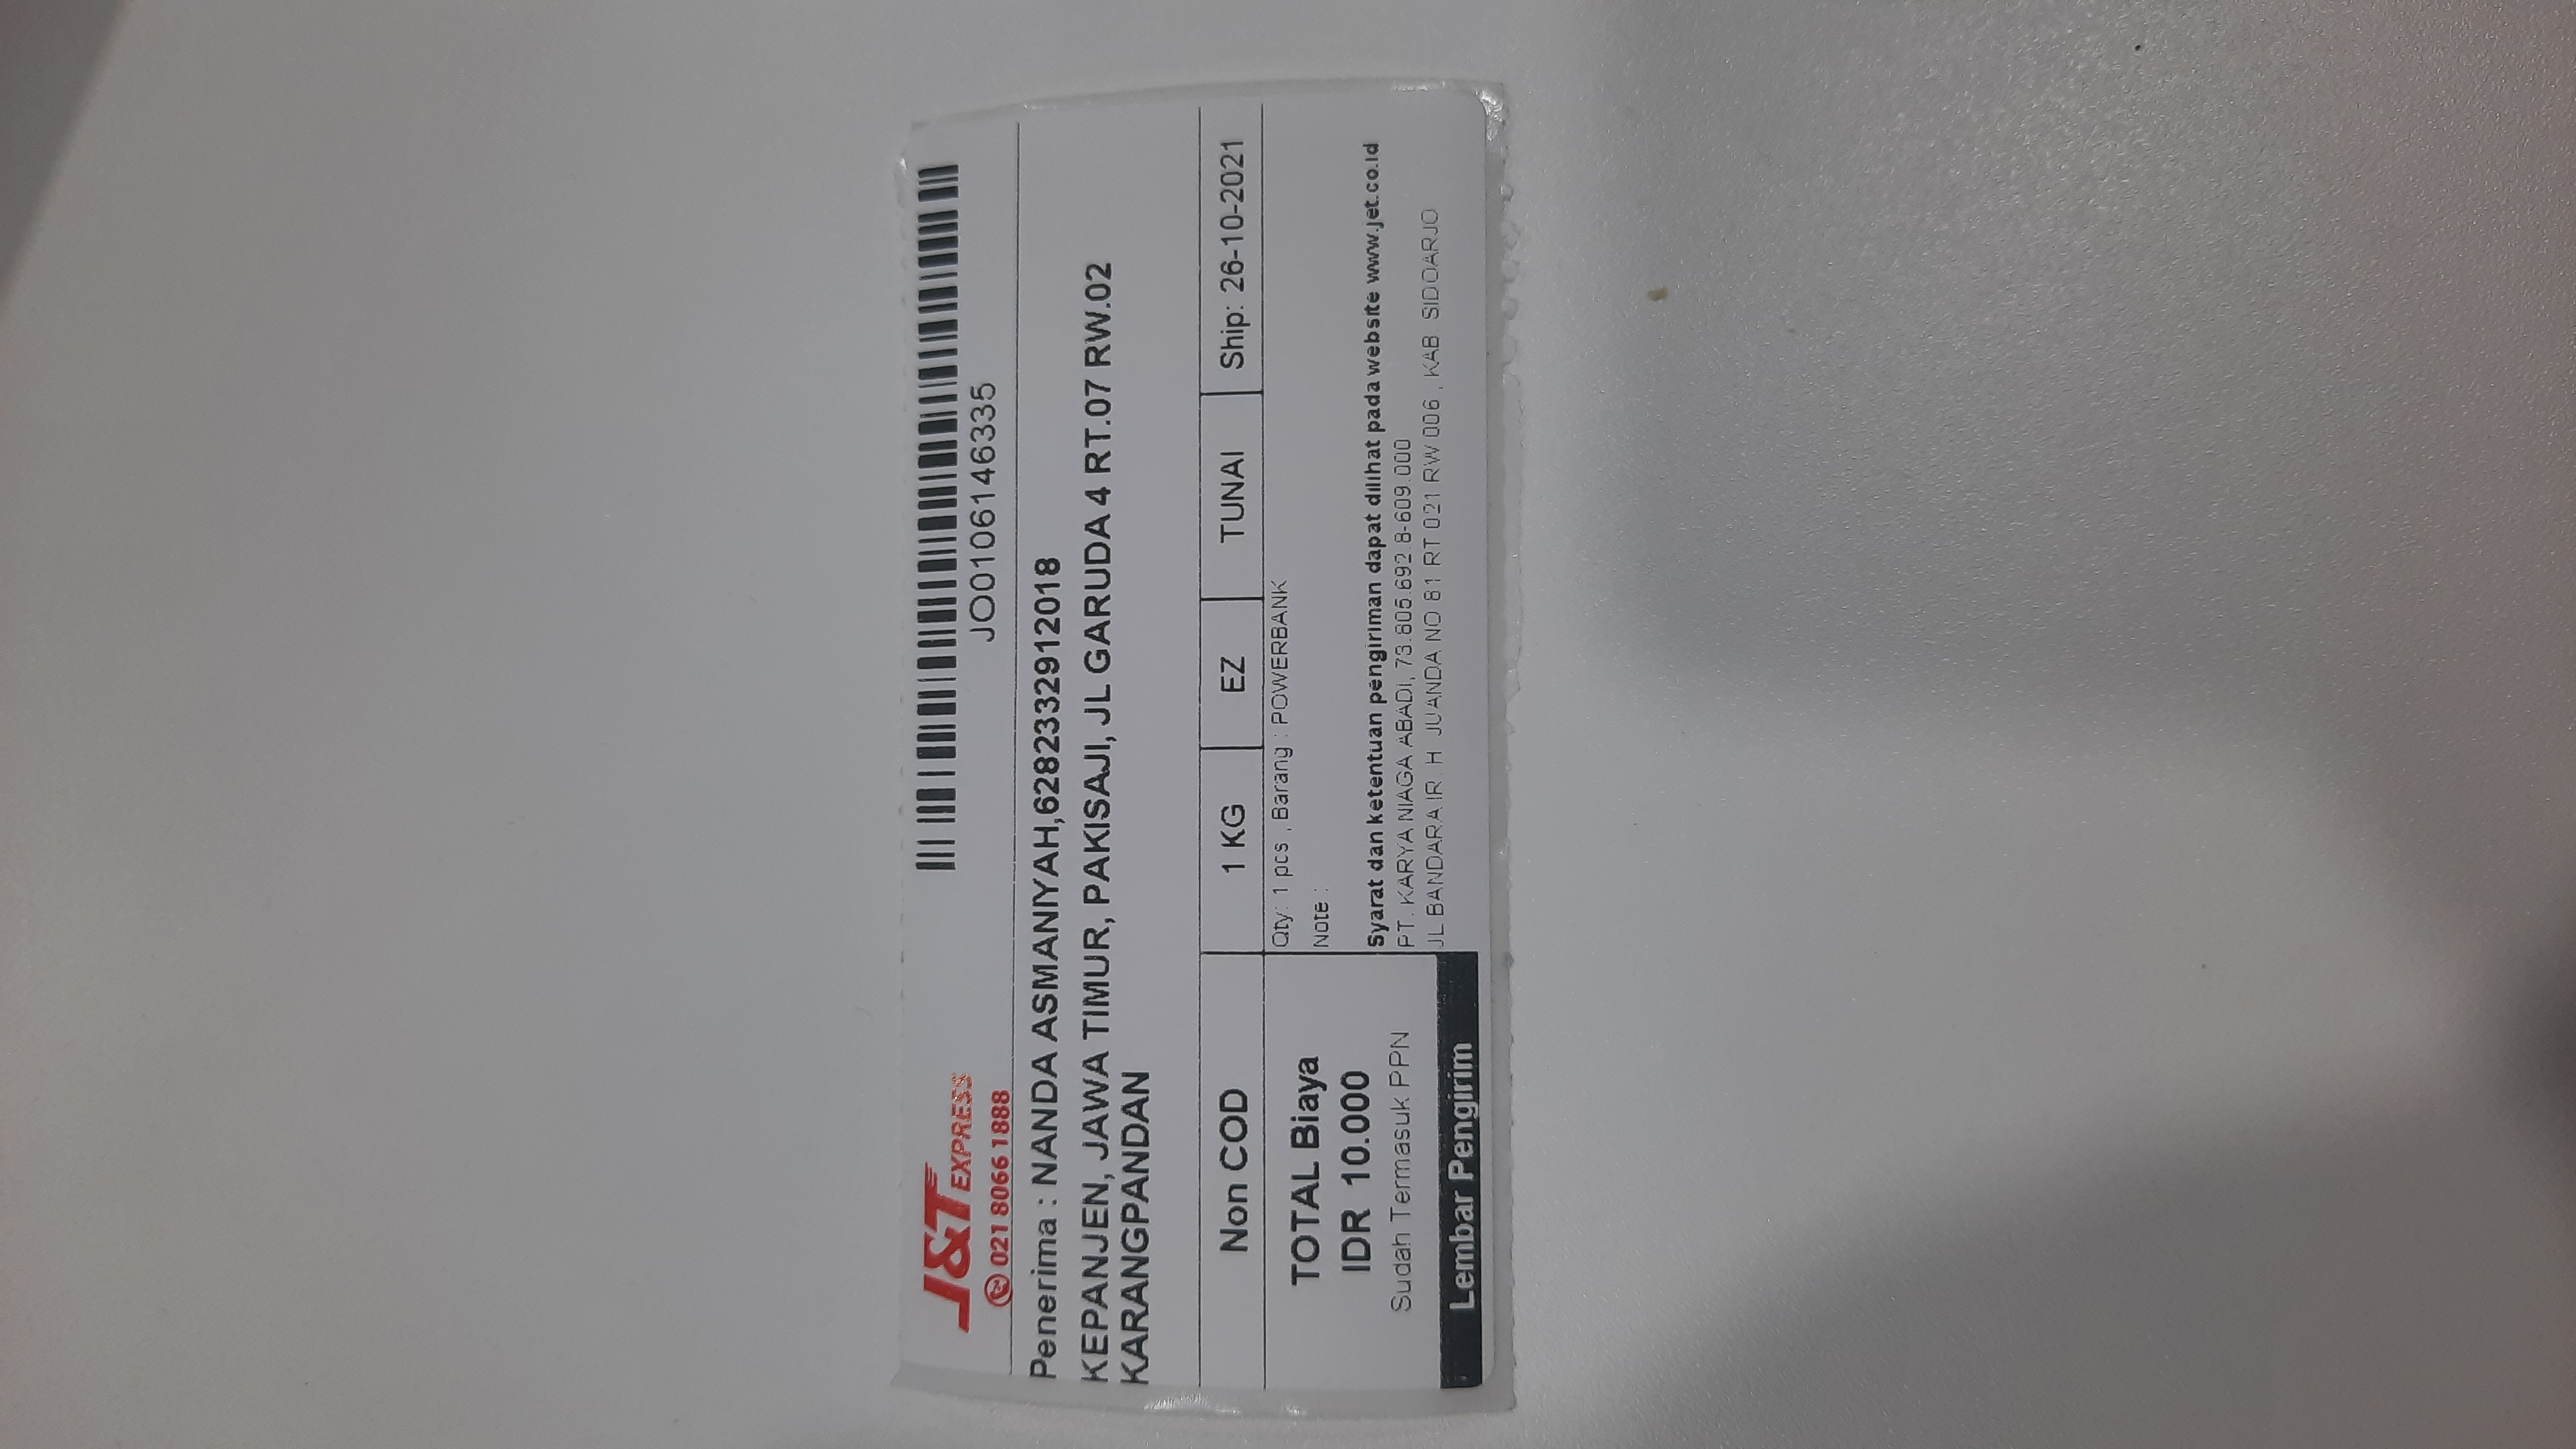 J&T EXPRESS
021 8066 1888
JO0106146335
Penerima : NANDA ASMANIYAH,6282332912018
KEPANJEN, JAWA TIMUR, PAKISAJI, JL GARUDA 4 RT.07 RW.02
KARANGPANDAN
Non COD
1 KG
EZ
TUNAI
Ship: 26-10-2021
TOTAL Biaya
IDR 10.000
Sudah Termasuk PPN
Lembar Pengirim
Qty: 1 pcs , Barang : POWERBANK
Note :
Syarat dan ketentuan pengiriman dapat dilihat pada website www.jet.co.id
PT. KARYA NIAGA ABADI, 73.805.692.8-609.000
JL BANDARA IR. H. JUANDA NO 81 RT 021 RW 006 , KAB. SIDOARJO